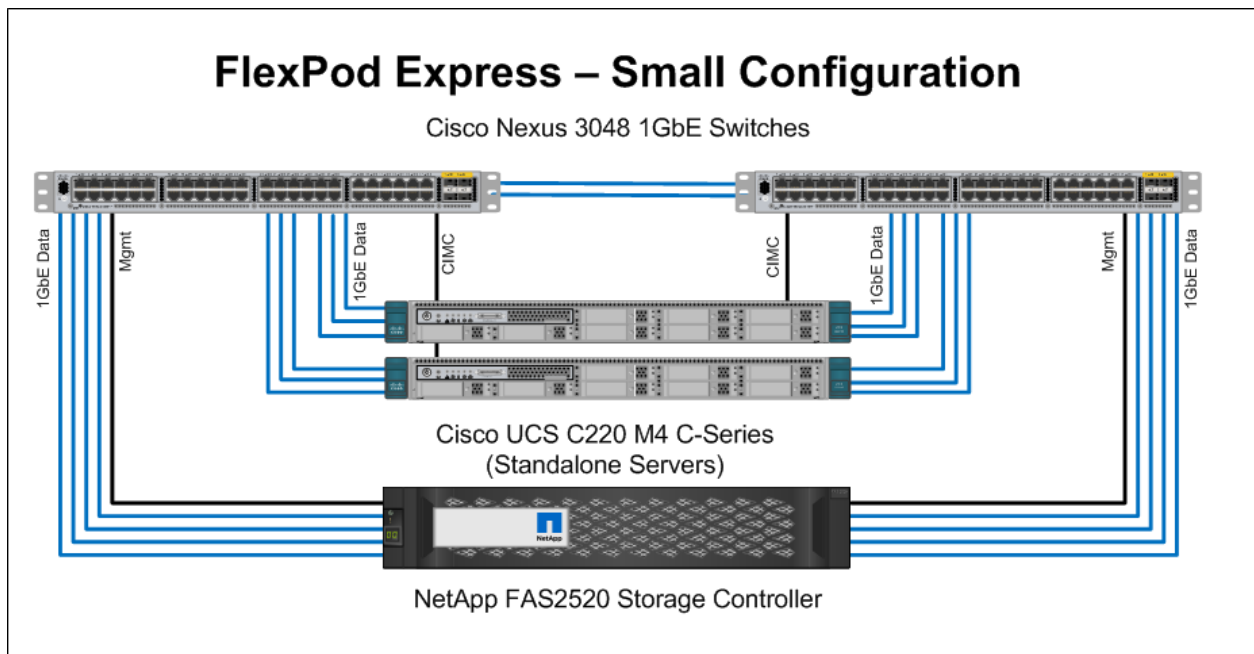 FlexPod Express – Small Configuration
Cisco Nexus 3048 1GbE Switches
1GbE Data
Mgmt
1GbE Data
CIMC
CIMC
1GbE Data
Mgmt
1GbE Data
Cisco UCS C220 M4 C-Series
(Standalone Servers)
NetApp
NetApp FAS2520 Storage Controller